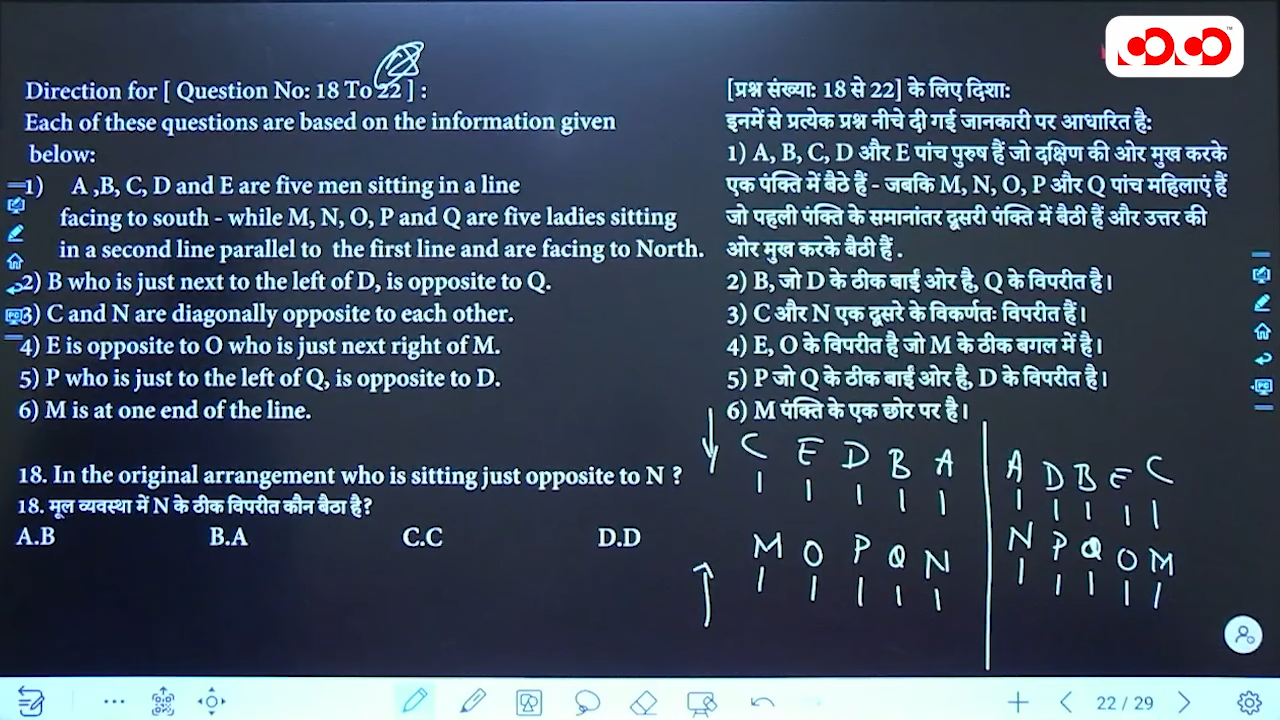 Direction for [ Question No: 18 To 22 ] :
Each of these questions are based on the information given
below:
1) A ,B, C, D and E are five men sitting in a line
facing to south - while M, N, O, P and Q are five ladies sitting
in a second line parallel to the first line and are facing to North.
2) B who is just next to the left of D, is opposite to Q.
3) C and N are diagonally opposite to each other.
4) E is opposite to O who is just next right of M.
5) P who is just to the left of Q, is opposite to D.
6) M is at one end of the line.
18. In the original arrangement who is sitting just opposite to N ?
18. मूल व्यवस्था में N के ठीक विपरीत कौन बैठा है?
A.B B.A C.C D.D
[प्रश्न संख्या: 18 से 22] के लिए दिशा:
इनमें से प्रत्येक प्रश्न नीचे दी गई जानकारी पर आधारित है:
1) A, B, C, D और E पांच पुरुष हैं जो दक्षिण की ओर मुख करके
एक पंक्ति में बैठे हैं - जबकि M, N, O, P और Q पांच महिलाएं हैं
जो पहली पंक्ति के समानांतर दूसरी पंक्ति में बैठी हैं और उत्तर की
ओर मुख करके बैठी हैं .
2) B, जो D के ठीक बाईं ओर है, Q के विपरीत है।
3) C और N एक दूसरे के विकर्णतः विपरीत हैं।
4) E, O के विपरीत है जो M के ठीक बगल में है।
5) P जो Q के ठीक बाईं ओर है, D के विपरीत है।
6) M पंक्ति के एक छोर पर है।
C E D B A
M O P Q N
A D B E C
N P Q O M
22 / 29